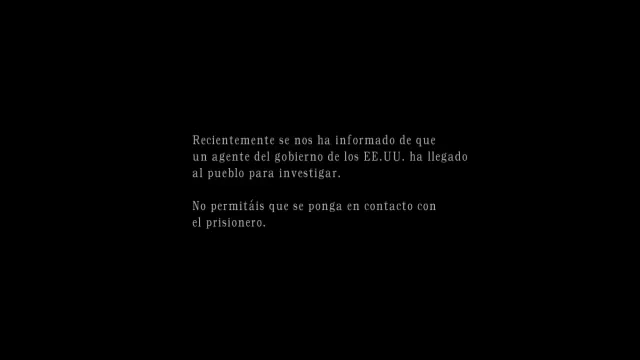 Recientemente se nos ha informado de que
un agente del gobierno de los EE.UU. ha llegado
al pueblo para investigar.
No permitáis que se ponga en contacto con
el prisionero.